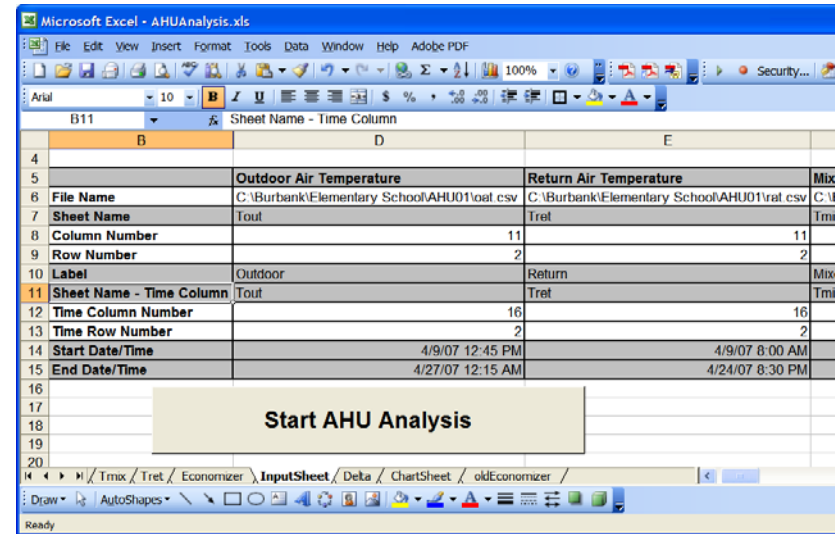 Microsoft Excel - AHUAnalysis.xls
File Edit View Insert Format Tools Data Window Help Adobe PDF
100% Security...
Arial 10 B I U $ % ,
B11 fx Sheet Name - Time Column
B D E
4
5 Outdoor Air Temperature Return Air Temperature Mix
6 File Name C:\Burbank\Elementary School\AHU01\oat.csv C:\Burbank\Elementary School\AHU01\rat.csv
7 Sheet Name Tout Tret
8 Column Number 11 11
9 Row Number 2 2
10 Label Outdoor Return
11 Sheet Name - Time Column Tout Tret
12 Time Column Number 16 16
13 Time Row Number 2 2
14 Start Date/Time 4/9/07 12:45 PM 4/9/07 8:00 AM
15 End Date/Time 4/27/07 12:15 AM 4/24/07 8:30 PM
16
17
18
19
20
Start AHU Analysis
Tmix Tret Economizer InputSheet Delta ChartSheet oldEconomizer
Draw AutoShapes
Ready